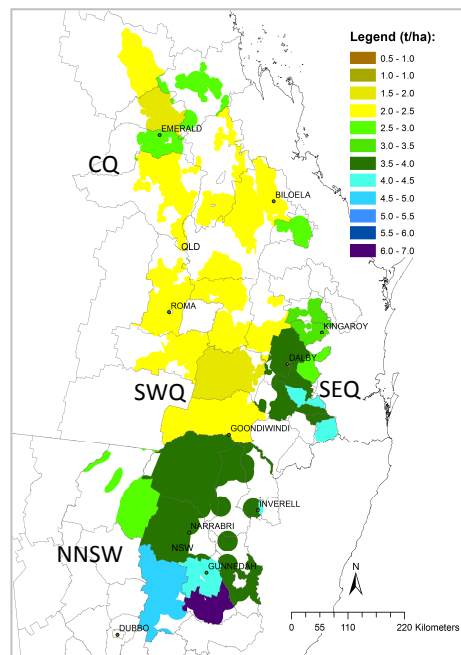 Legend (t/ha):
0.5 - 1.0
1.0 - 1.0
1.5 - 2.0
2.0 - 2.5
2.5 - 3.0
3.0 - 3.5
3.5 - 4.0
4.0 - 4.5
4.5 - 5.0
5.0 - 5.5
5.5 - 6.0
6.0 - 7.0
EMERALD
CQ
BILOELA
QLD
ROMA
KINGAROY
DALBY
SWQ
SEQ
GOONDIWINDI
INVERELL
NARRABRI
NNSW
NSW
GUNNEDAH
N
DUBBO
0 55 110 220 Kilometers